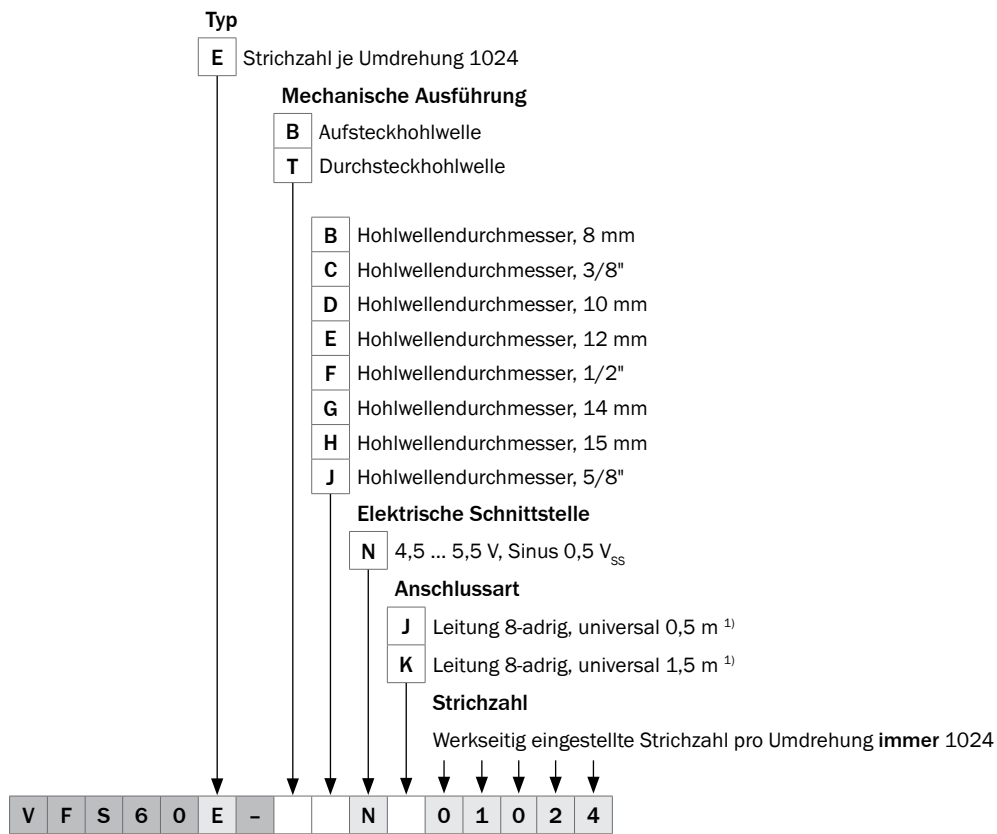 Typ
E Strichzahl je Umdrehung 1024
Mechanische Ausführung
B Aufsteckhohlwelle
T Durchsteckhohlwelle
B Hohlwellendurchmesser, 8 mm
C Hohlwellendurchmesser, 3/8"
D Hohlwellendurchmesser, 10 mm
E Hohlwellendurchmesser, 12 mm
F Hohlwellendurchmesser, 1/2"
G Hohlwellendurchmesser, 14 mm
H Hohlwellendurchmesser, 15 mm
J Hohlwellendurchmesser, 5/8"
Elektrische Schnittstelle
N 4,5 ... 5,5 V, Sinus 0,5 Vss
Anschlussart
J Leitung 8-adrig, universal 0,5 m 1)
K Leitung 8-adrig, universal 1,5 m 1)
Strichzahl
Werkseitig eingestellte Strichzahl pro Umdrehung immer 1024
V F S 6 0 E – N 0 1 0 2 4